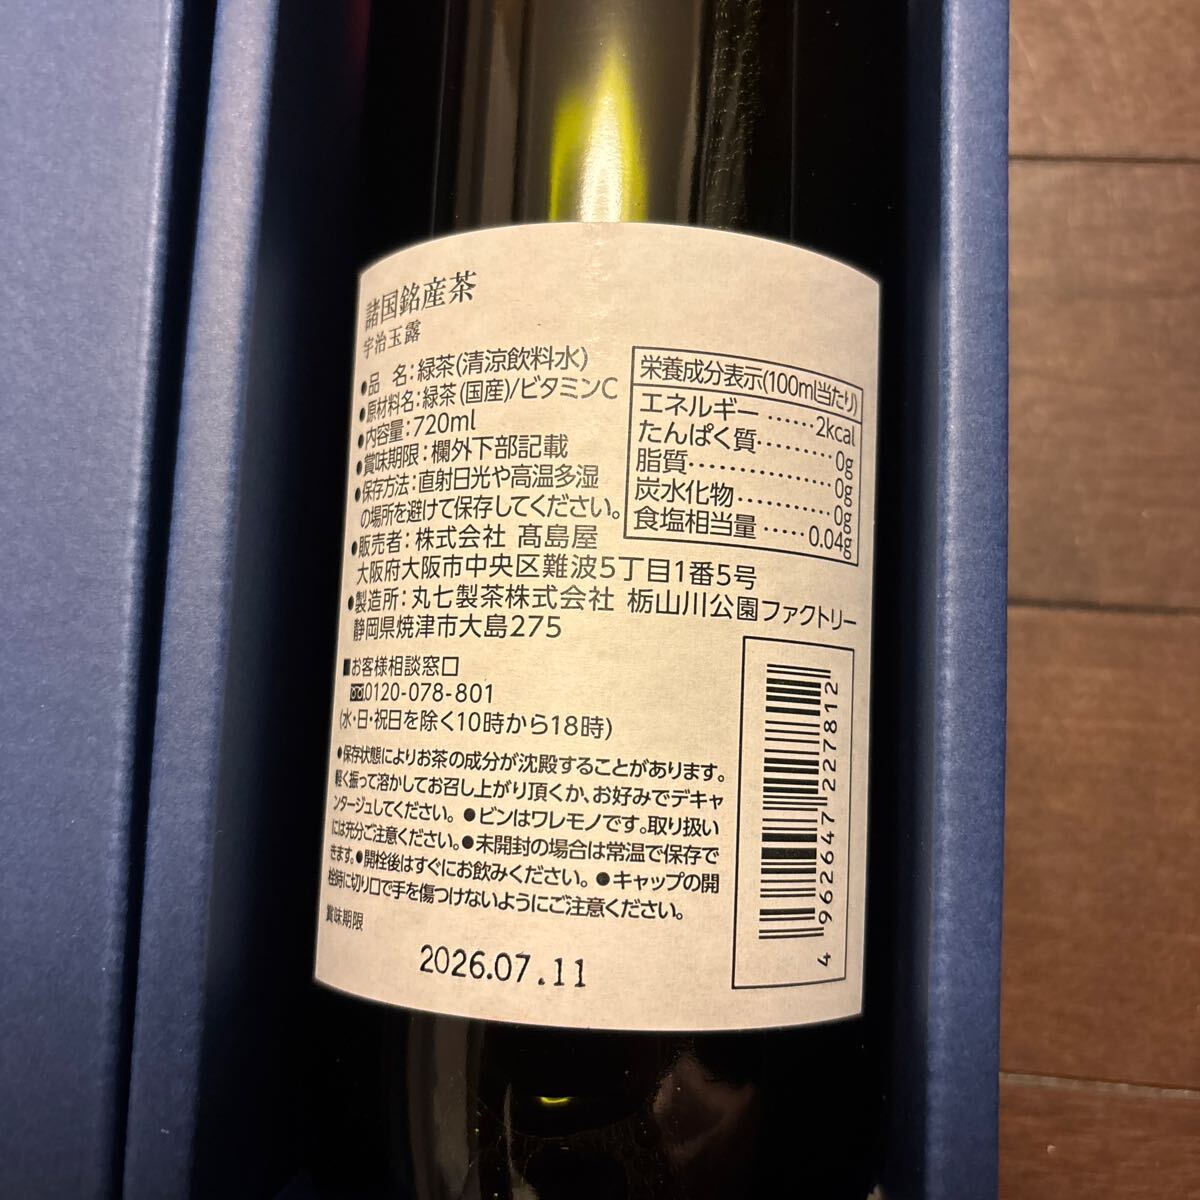 諸国銘産茶
宇治玉露
●品　名：緑茶(清涼飲料水)
●原材料名：緑茶(国産)/ビタミンC
●内容量：720ml
●賞味期限：欄外下部記載
●保存方法：直射日光や高温多湿
の場所を避けて保存してください。
●販売者：株式会社 髙島屋
大阪府大阪市中央区難波5丁目1番5号
●製造所：丸七製茶株式会社 栃山川公園ファクトリー
静岡県焼津市大島275
栄養成分表示(100ml当たり)
エネルギー……2kcal
たんぱく質………0g
脂質……………0g
炭水化物…………0g
食塩相当量……0.04g
■お客様相談窓口
0120-078-801
(水・日・祝日を除く10時から18時)
●保存状態によりお茶の成分が沈殿することがあります。
軽く振って溶かしてお召し上がり頂くか、お好みでデキャ
ンタージュしてください。●ビンはワレモノです。取り扱い
には充分ご注意ください。●未開封の場合は常温で保存で
きます。●開栓後はすぐにお飲みください。●キャップの開
栓時に切り口で手を傷つけないようにご注意ください。
賞味期限
2026.07.11
4 962647 227812